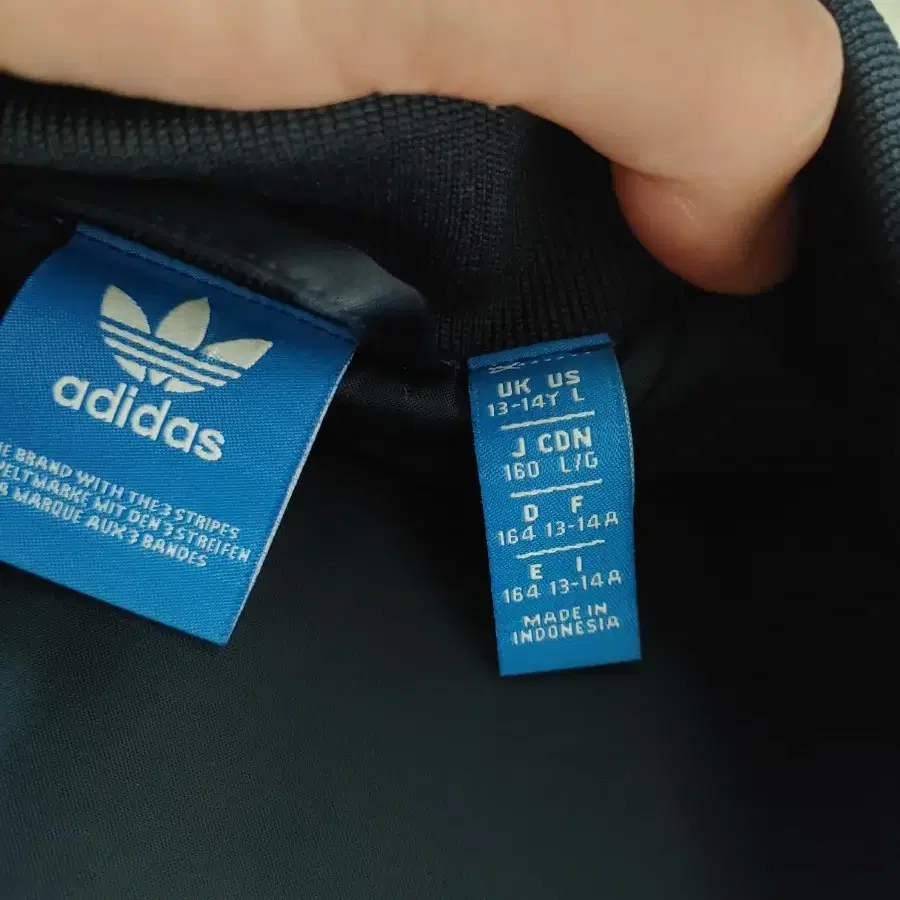 adidas
THE BRAND WITH THE 3 STRIPES
WELTMARKE MIT DEN 3 STREIFEN
LA MARQUE AUX 3 BANDES
UK US
13-14Y L
J CDN
160 L/G
D F
164 13-14A
E I
164 13-14A
MADE IN
INDONESIA